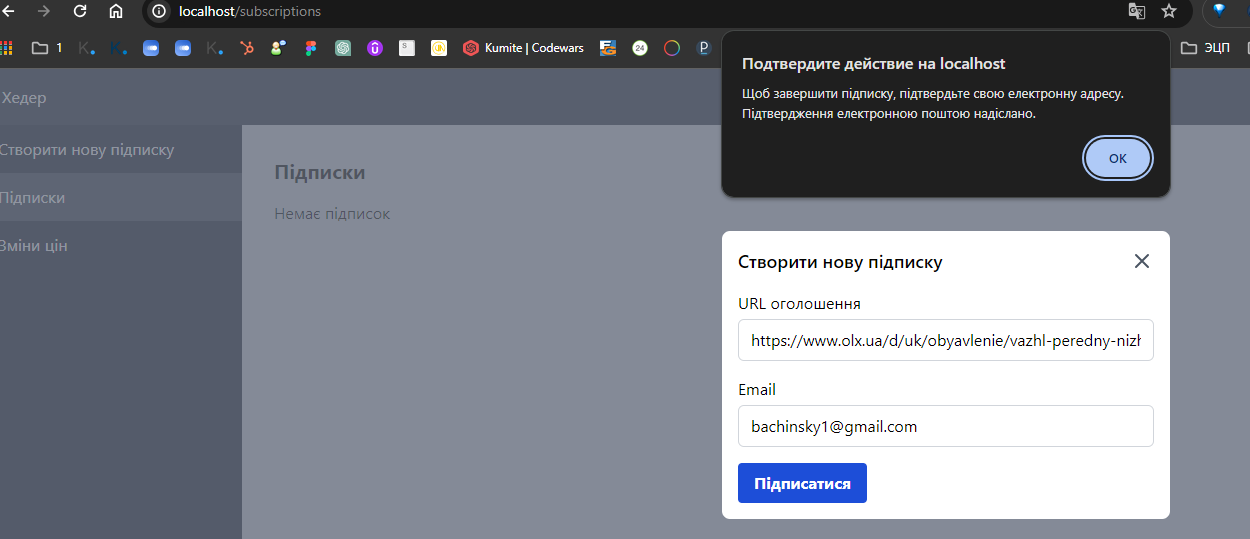 localhost/subscriptions
1
K.
K.
K.
S
Kumite | Codewars
24
P
ЭЦП
Подтвердите действие на localhost
Щоб завершити підписку, підтвердьте свою електронну адресу.
Підтвердження електронною поштою надіслано.
ОК
Хедер
Створити нову підписку
Підписки
Зміни цін
Підписки
Немає підписок
Створити нову підписку
URL оголошення
https://www.olx.ua/d/uk/obyavlenie/vazhl-peredny-nizh
Email
bachinsky1@gmail.com
Підписатися